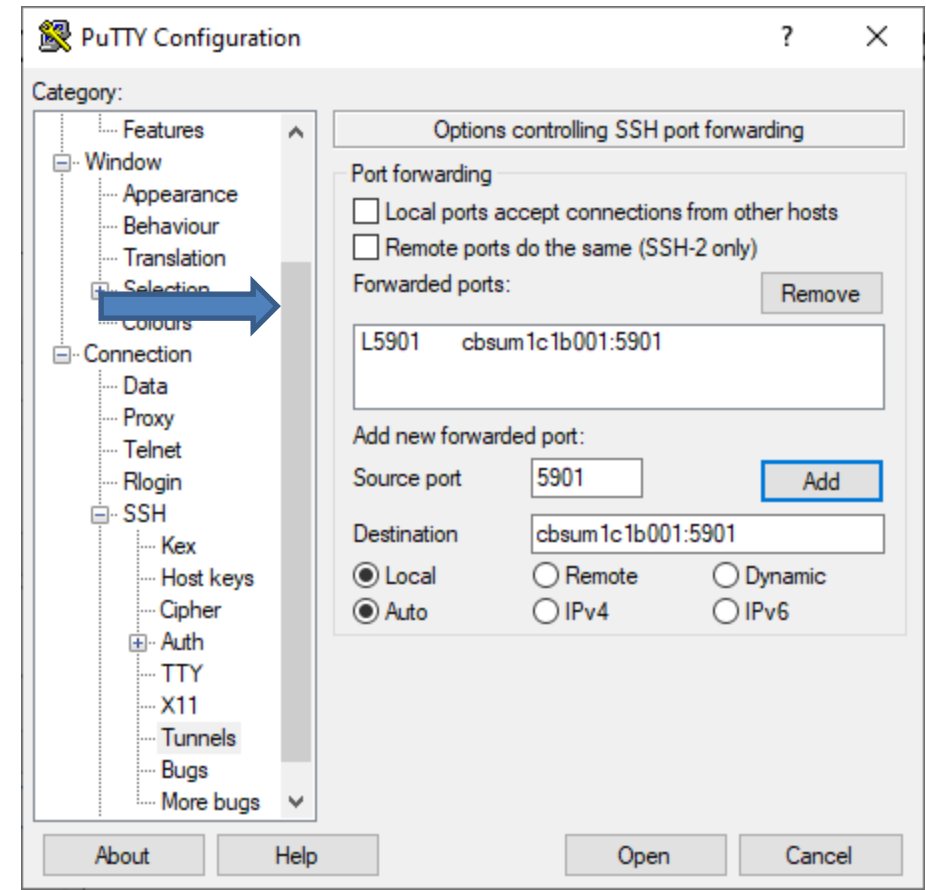 PuTTY Configuration ? ×
Category:
Features
Window
Appearance
Behaviour
Translation
Selection
Colours
Connection
Data
Proxy
Telnet
Rlogin
SSH
Kex
Host keys
Cipher
Auth
TTY
X11
Tunnels
Bugs
More bugs
Options controlling SSH port forwarding
Port forwarding
Local ports accept connections from other hosts
Remote ports do the same (SSH-2 only)
Forwarded ports:
Remove
L5901 cbsum1c1b001:5901
Add new forwarded port:
Source port 5901 Add
Destination cbsum1c1b001:5901
Local Remote Dynamic
Auto IPv4 IPv6
About Help Open Cancel